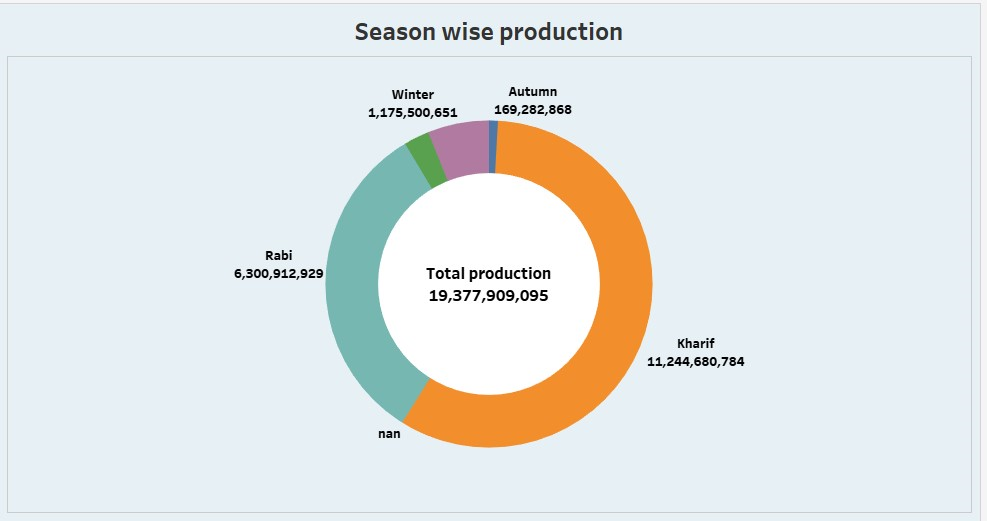 Season wise production
Winter
1,175,500,651
Autumn
169,282,868
Rabi
6,300,912,929
Total production
19,377,909,095
Kharif
11,244,680,784
nan